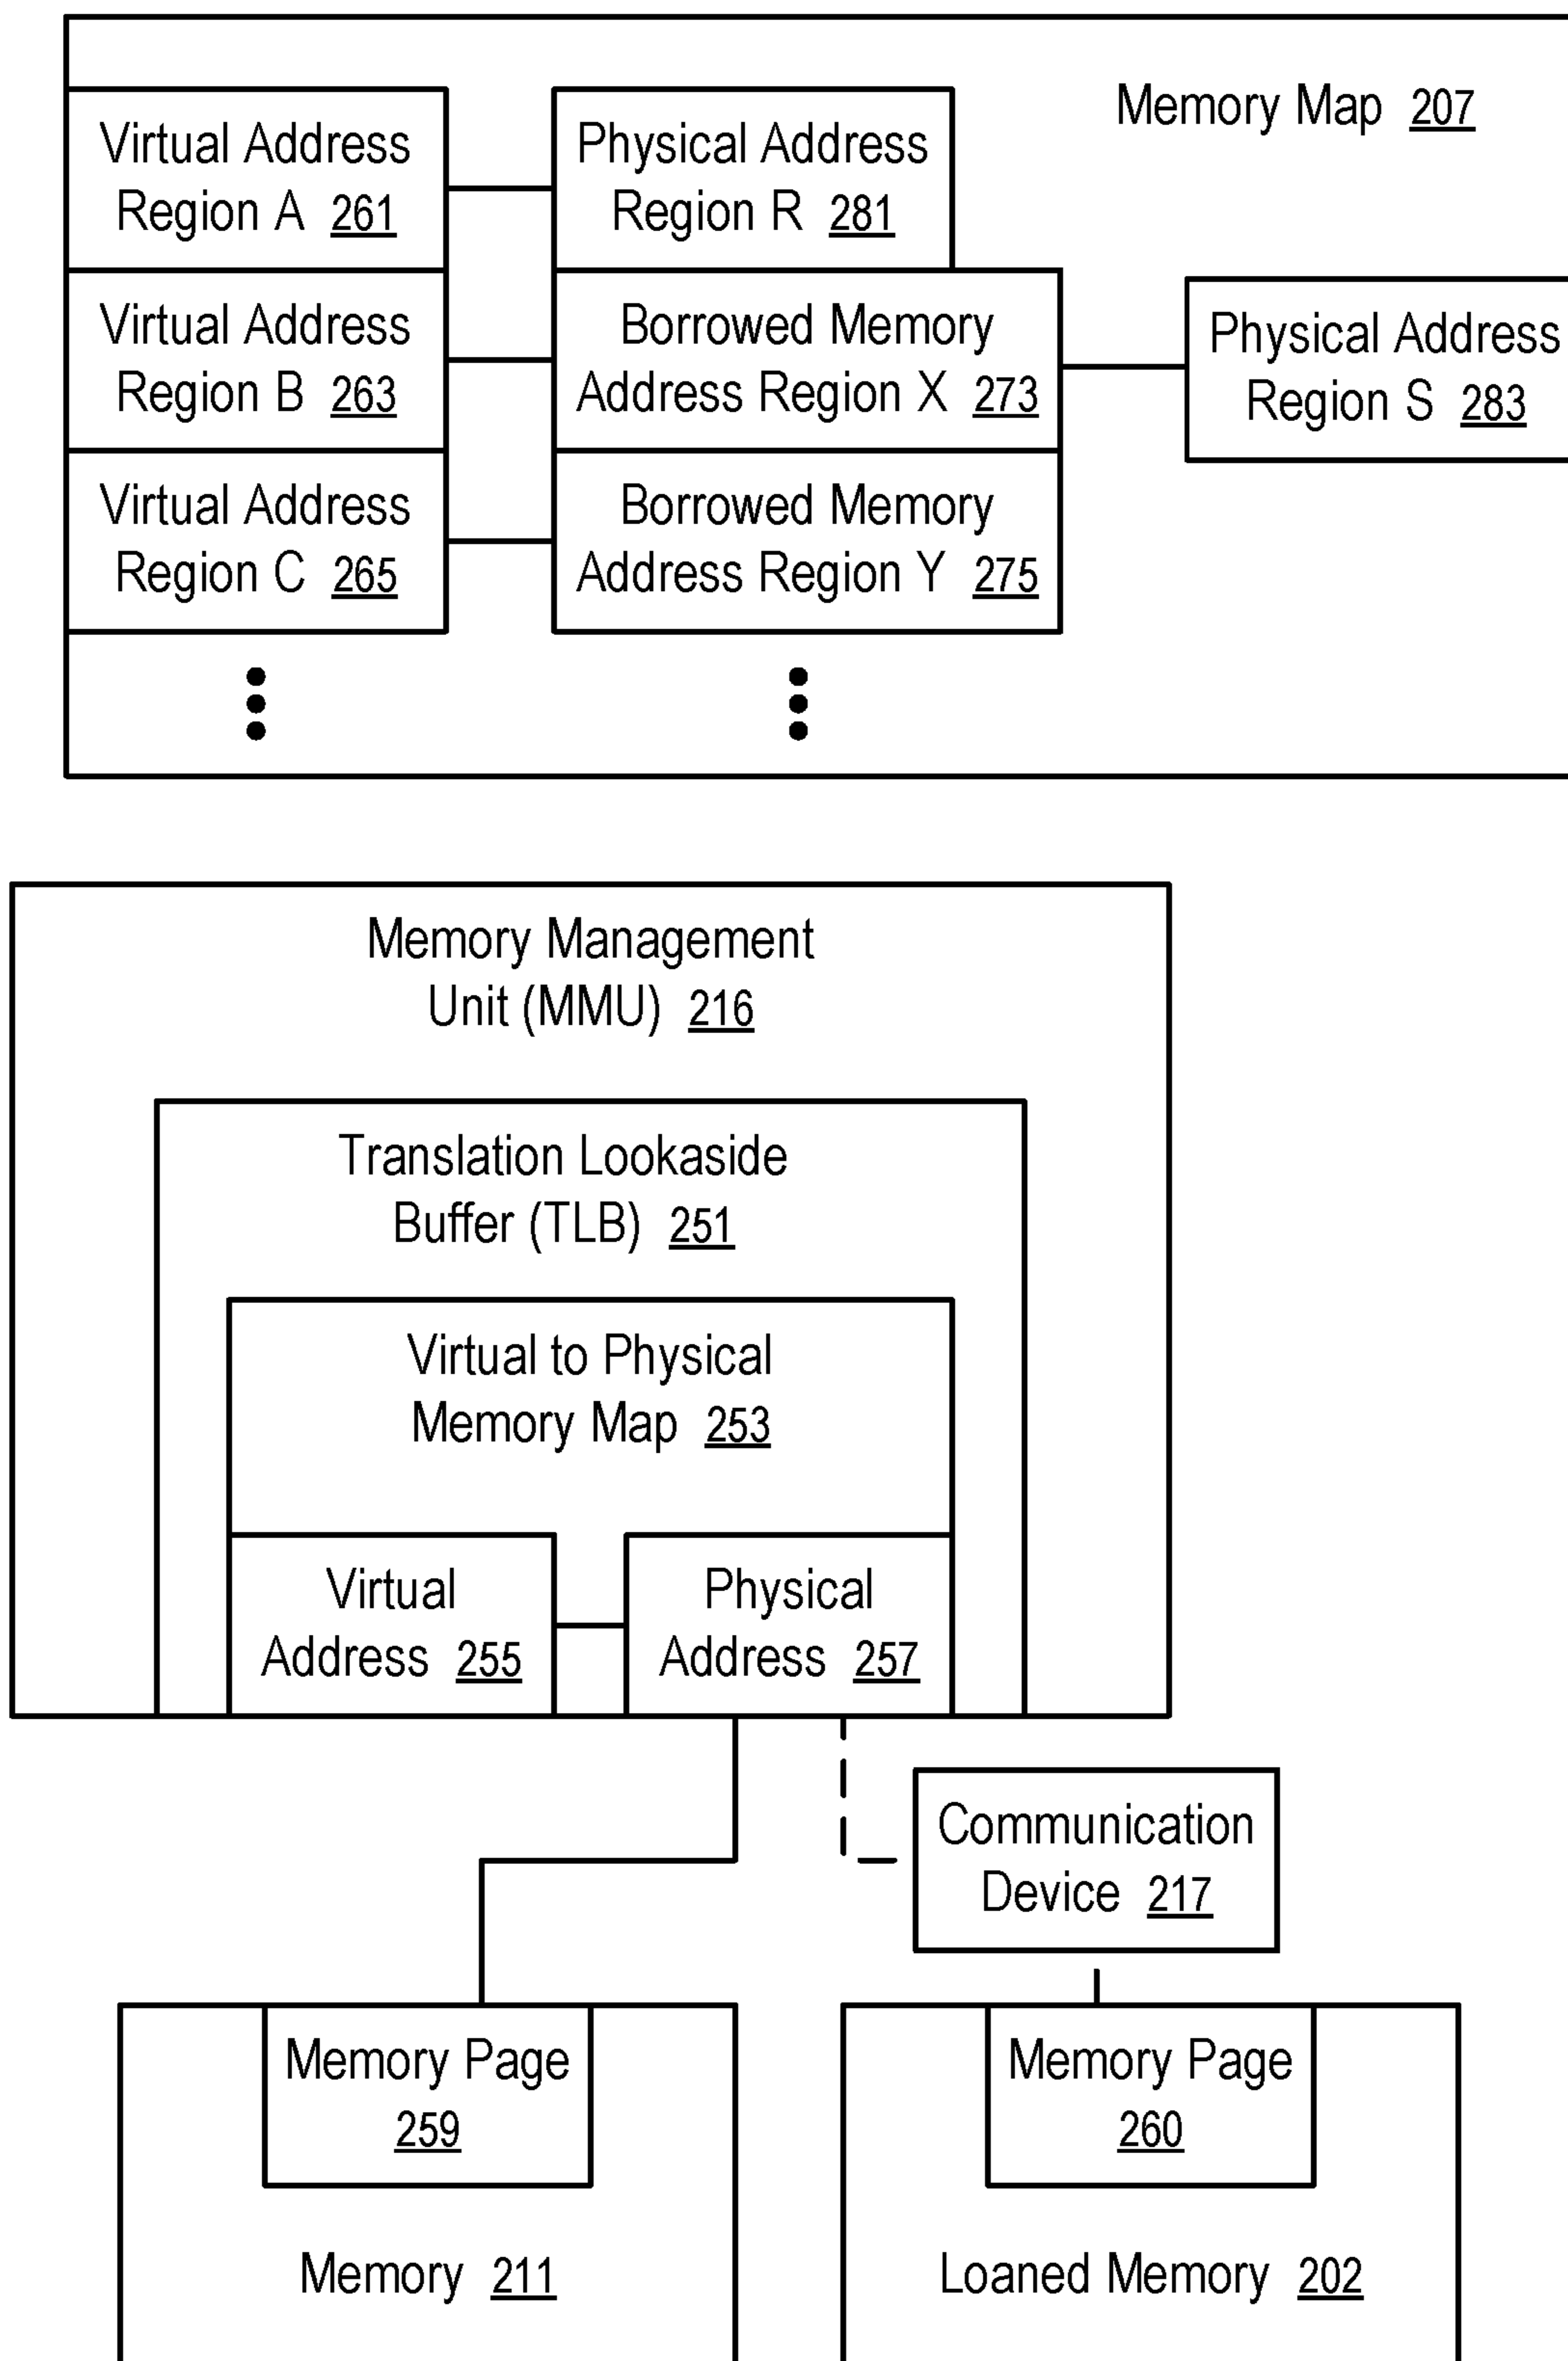 Memory Map 207
Virtual Address
Region A 261
Physical Address
Region R 281
Virtual Address
Region B 263
Borrowed Memory
Address Region X 273
Physical Address
Region S 283
Virtual Address
Region C 265
Borrowed Memory
Address Region Y 275
Memory Management
Unit (MMU) 216
Translation Lookaside
Buffer (TLB) 251
Virtual to Physical
Memory Map 253
Virtual
Address 255
Physical
Address 257
Communication
Device 217
Memory Page
259
Memory 211
Memory Page
260
Loaned Memory 202